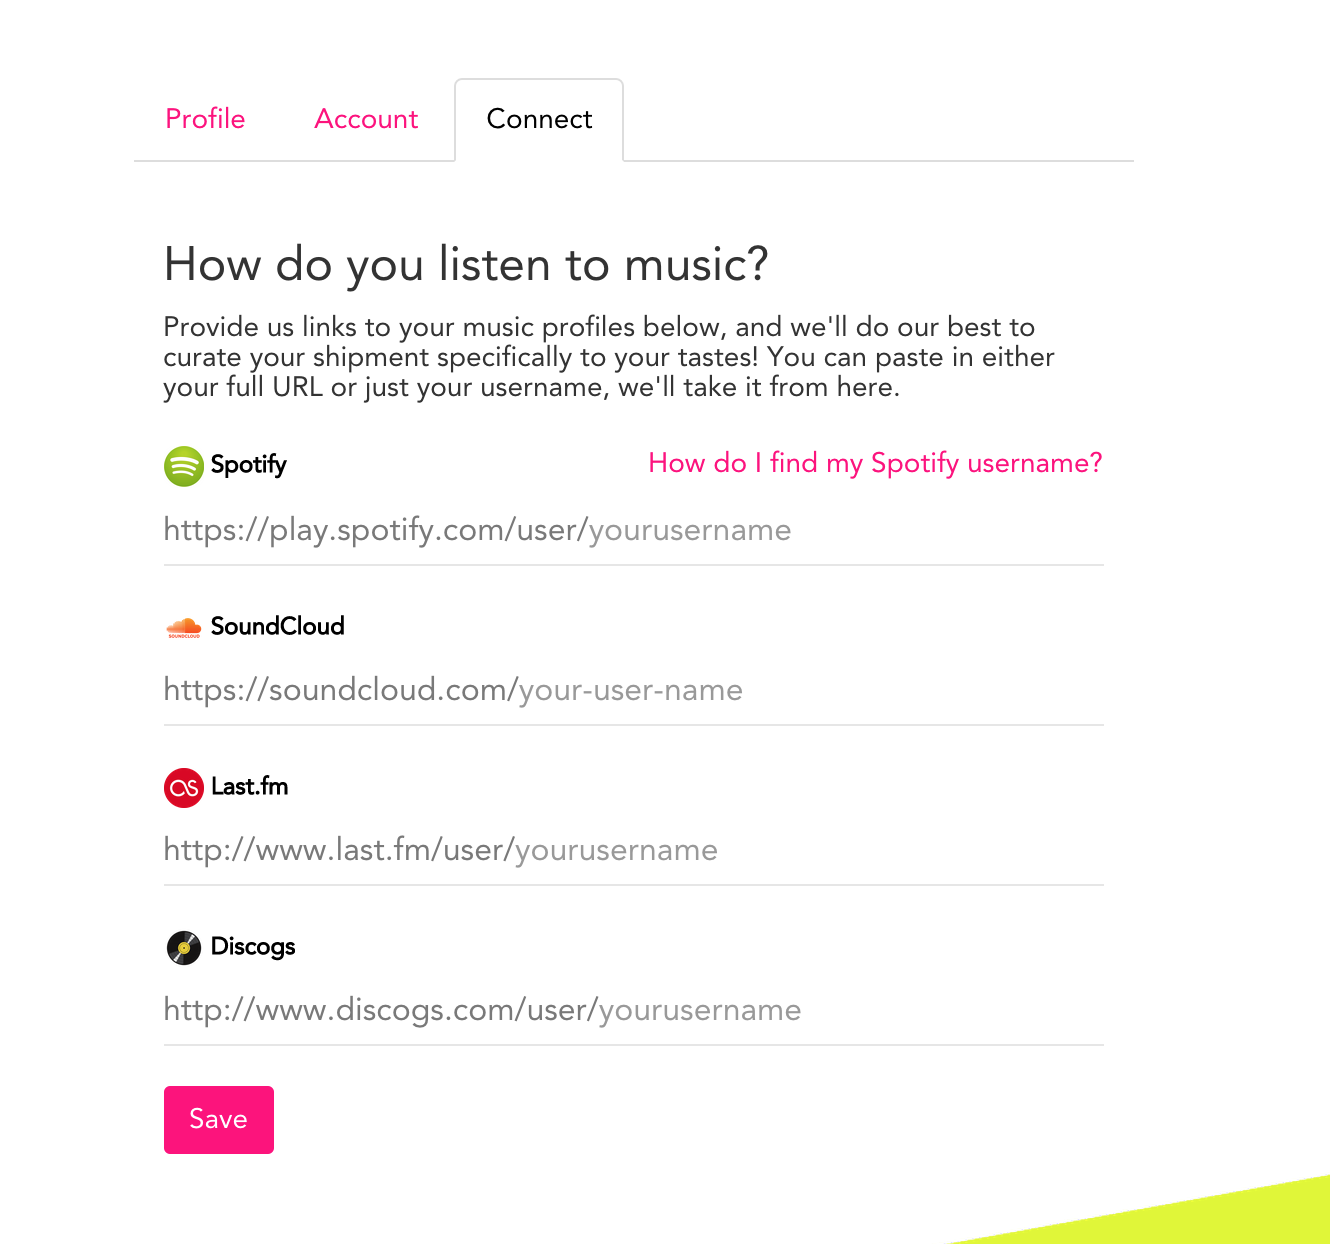 Profile Account Connect
How do you listen to music?
Provide us links to your music profiles below, and we'll do our best to
curate your shipment specifically to your tastes! You can paste in either
your full URL or just your username, we'll take it from here.
Spotify How do I find my Spotify username?
https://play.spotify.com/user/yourusername
SOUNDCLOUD SoundCloud
https://soundcloud.com/your-user-name
Last.fm
http://www.last.fm/user/yourusername
Discogs
http://www.discogs.com/user/yourusername
Save